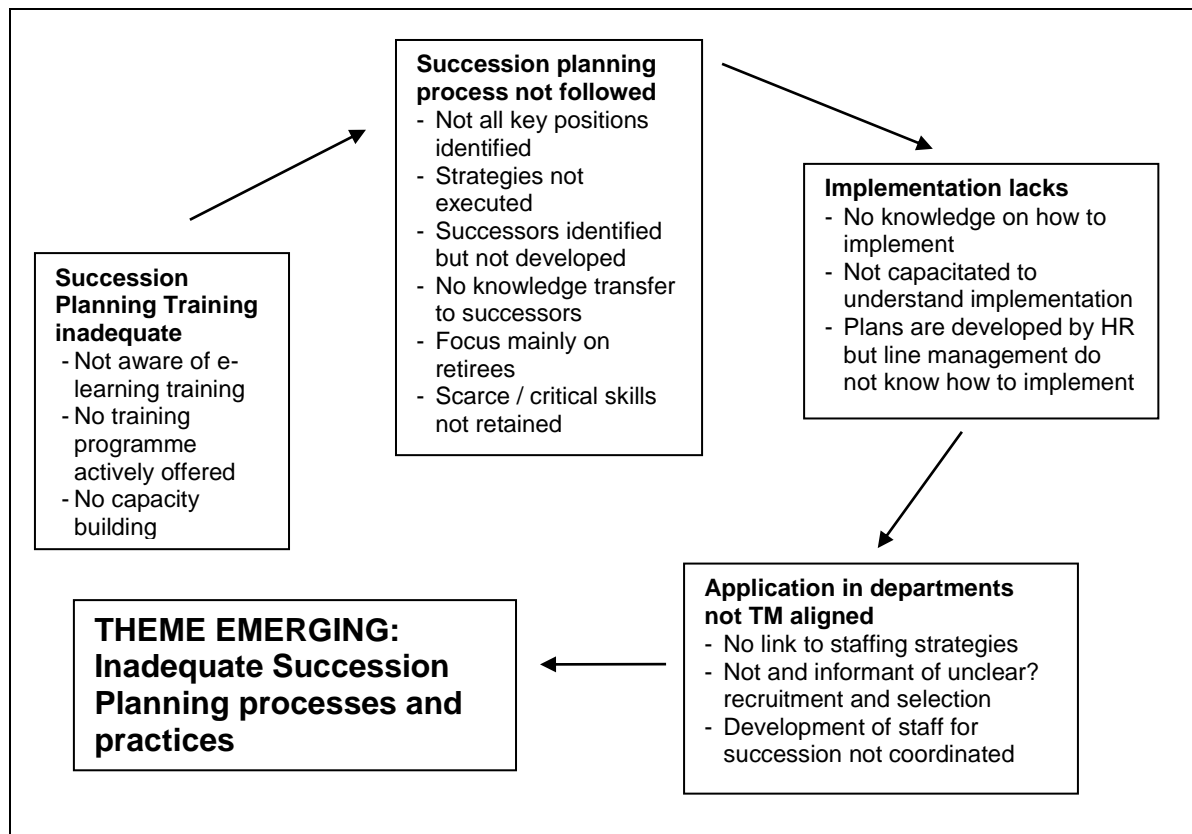 Succession
Planning Training
inadequate
- Not aware of e-
learning training
- No training
programme
actively offered
- No capacity
building
Succession planning
process not followed
- Not all key positions
identified
- Strategies not
executed
- Successors identified
but not developed
- No knowledge transfer
to successors
- Focus mainly on
retirees
- Scarce / critical skills
not retained
Implementation lacks
- No knowledge on how to
implement
- Not capacitated to
understand implementation
- Plans are developed by HR
but line management do
not know how to implement
Application in departments
not TM aligned
- No link to staffing strategies
- Not and informant of unclear?
recruitment and selection
- Development of staff for
succession not coordinated
THEME EMERGING:
Inadequate Succession
Planning processes and
practices